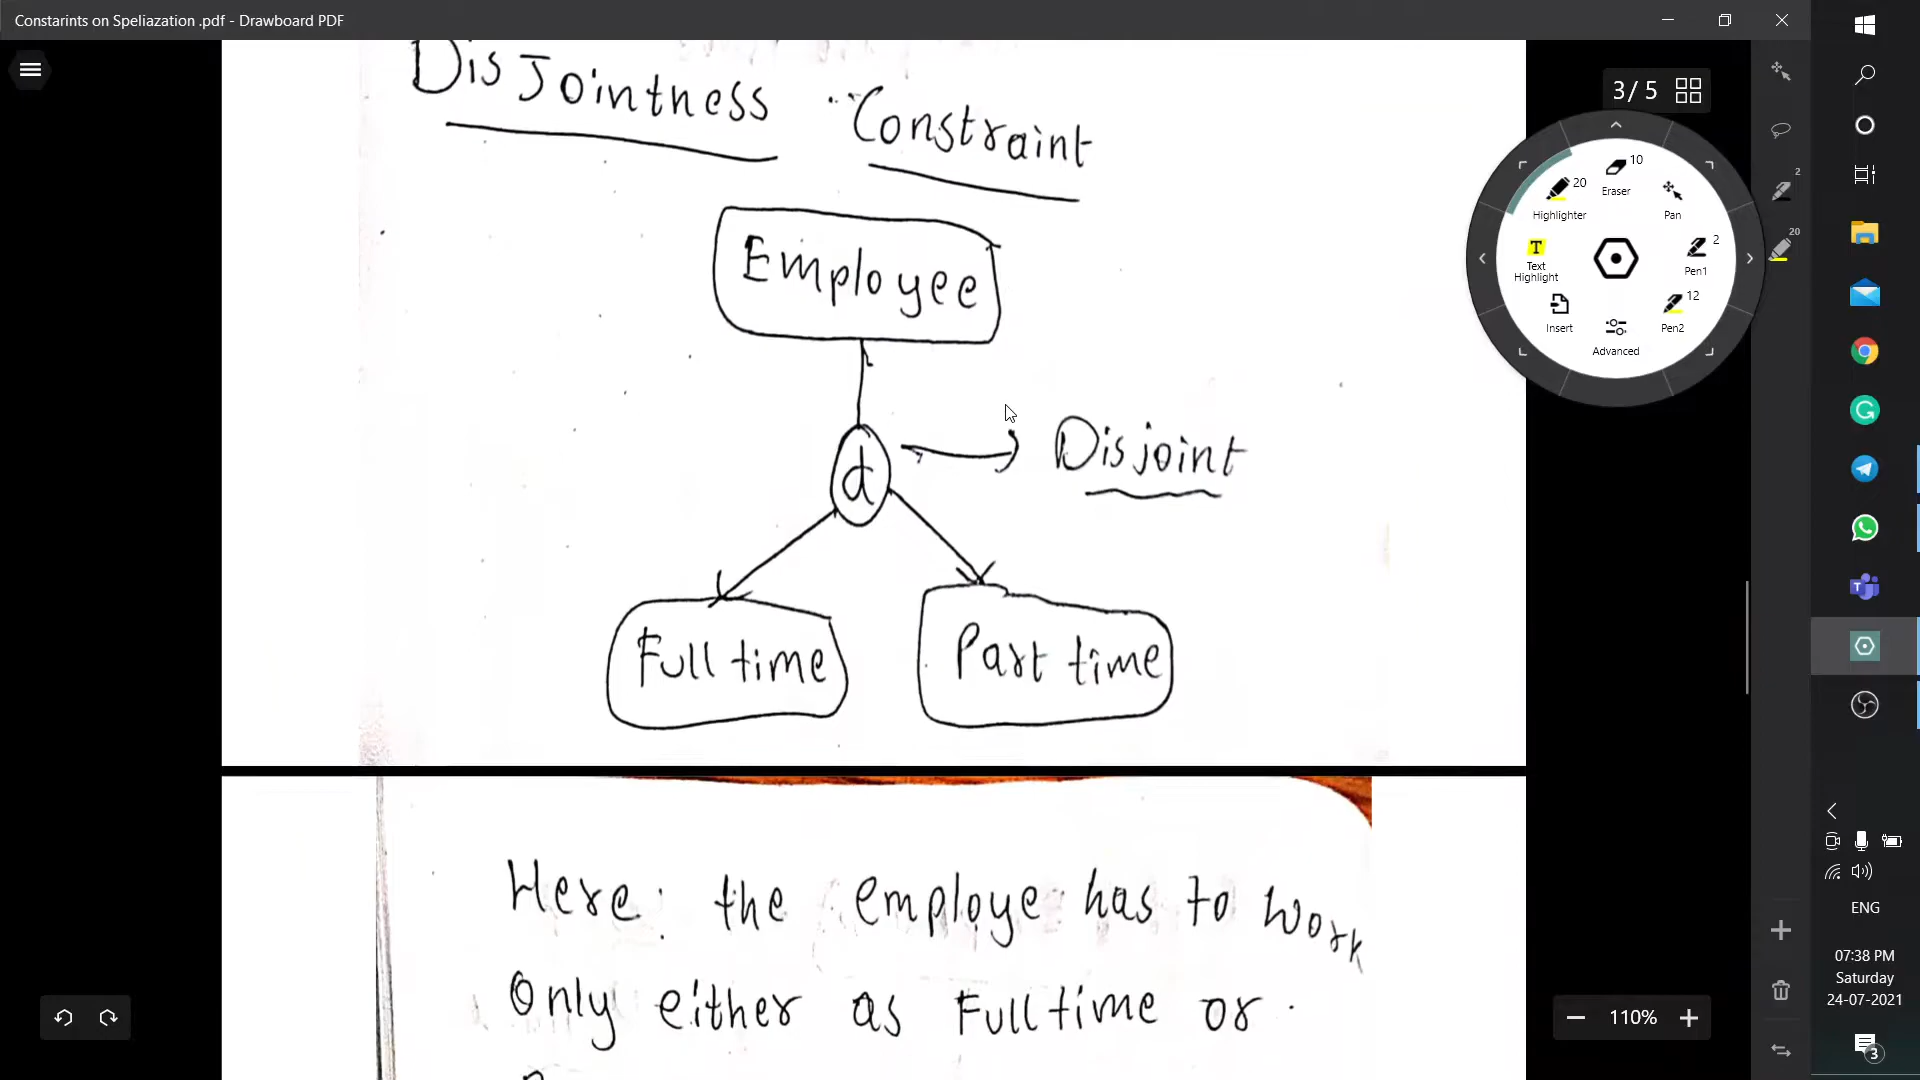 Constarints on Speliazation .pdf - Drawboard PDF
DisJointness Constraint
3 / 5
10
Eraser
20
Highlighter
Pan
T
Text
Highlight
2
Pen1
Insert
12
Pen2
Advanced
2
20
Employee
d
Disjoint
Full time
Part time
Here: the employe has to work
Only either as Full time or
110%
ENG
07:38 PM
Saturday
24-07-2021
3